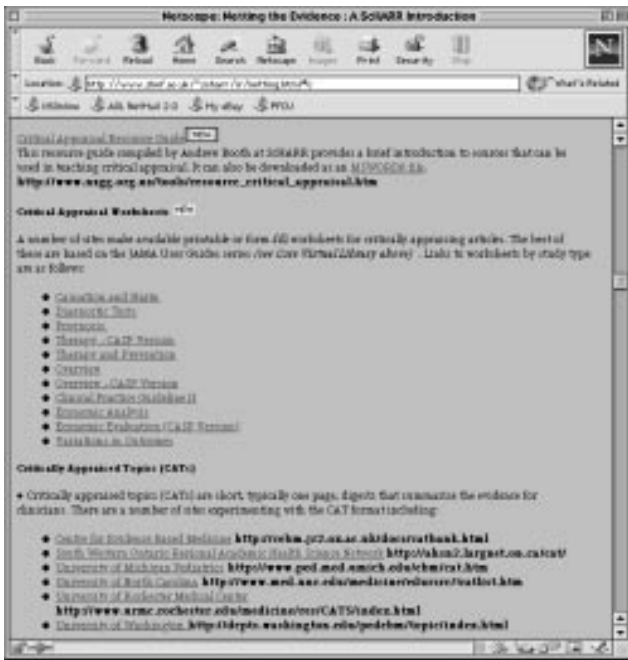 Netscape: Netting the Evidence : A ScHARR Introduction
Back Forward Reload Home Search Netscape Images Print Security Stop
N
Location: What's Related
Critical Appraisal Resource Guide NEW
This resource guide compiled by Andrew Booth at ScHARR provides a brief introduction to sources that can be
used in teaching critical appraisal. It can also be downloaded as an
Critical Appraisal Worksheets NEW
A number of sites make available printable or form fill worksheets for critically appraising articles. The best of
these are based on the JAMA User Guides series (see Core Virtual Library above) . Links to worksheets by study type
are as follows:
Causation and Harm
Diagnostic Tests
Prognosis
Therapy - CASP Version
Therapy and Prevention
Overview
Overview - CASP Version
Clinical Practice Guideline
Economic Analysis
Economic Evaluation (CASP Version)
Variations in Outcomes
Critically Appraised Topics (CATs)
• Critically appraised topics (CATs) are short, typically one page, digests that summarise the evidence for
clinicians. There are a number of sites experimenting with the CAT format including:
Centre for Evidence Based Medicine http://cebm.jr2.ox.ac.uk/docs/catbank.html
South Western Ontario Regional Academic Health Science Network http://ahsn2.largnet.on.ca/cat/
University of Michigan Pediatrics http://www.ped.med.umich.edu/ebm/cat.htm
University of North Carolina http://www.med.unc.edu/medicine/edursrc/catlist.htm
University of Rochester Medical Center
http://www.urmc.rochester.edu/medicine/res/CATS/index.html
University of Washington http://depts.washington.edu/pedebm/topic/index.html